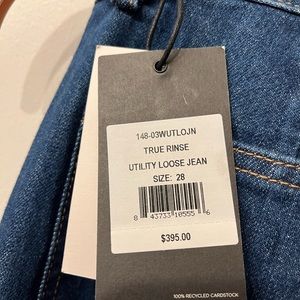 148-03WUTLOJN
TRUE RINSE
UTILITY LOOSE JEAN
SIZE: 28
8 43733 10555 6
$395.00
100% RECYCLED CARDSTOCK